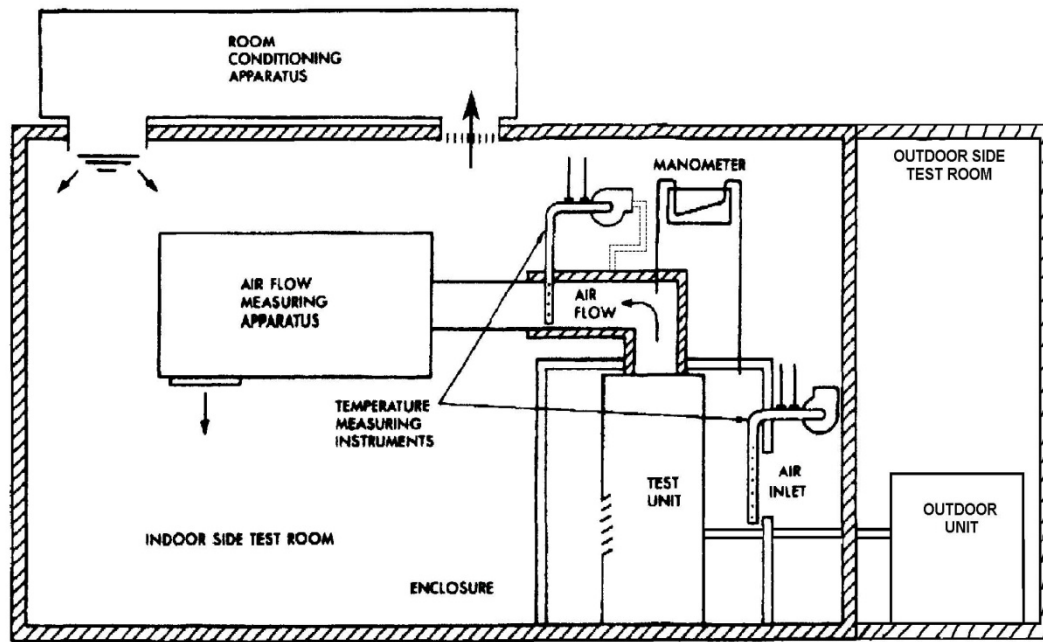 ROOM
CONDITIONING
APPARATUS
OUTDOOR SIDE
TEST ROOM
MANOMETER
AIR FLOW
MEASURING
APPARATUS
AIR
FLOW
TEMPERATURE
MEASURING
INSTRUMENTS
TEST
UNIT
AIR
INLET
OUTDOOR
UNIT
INDOOR SIDE TEST ROOM
ENCLOSURE